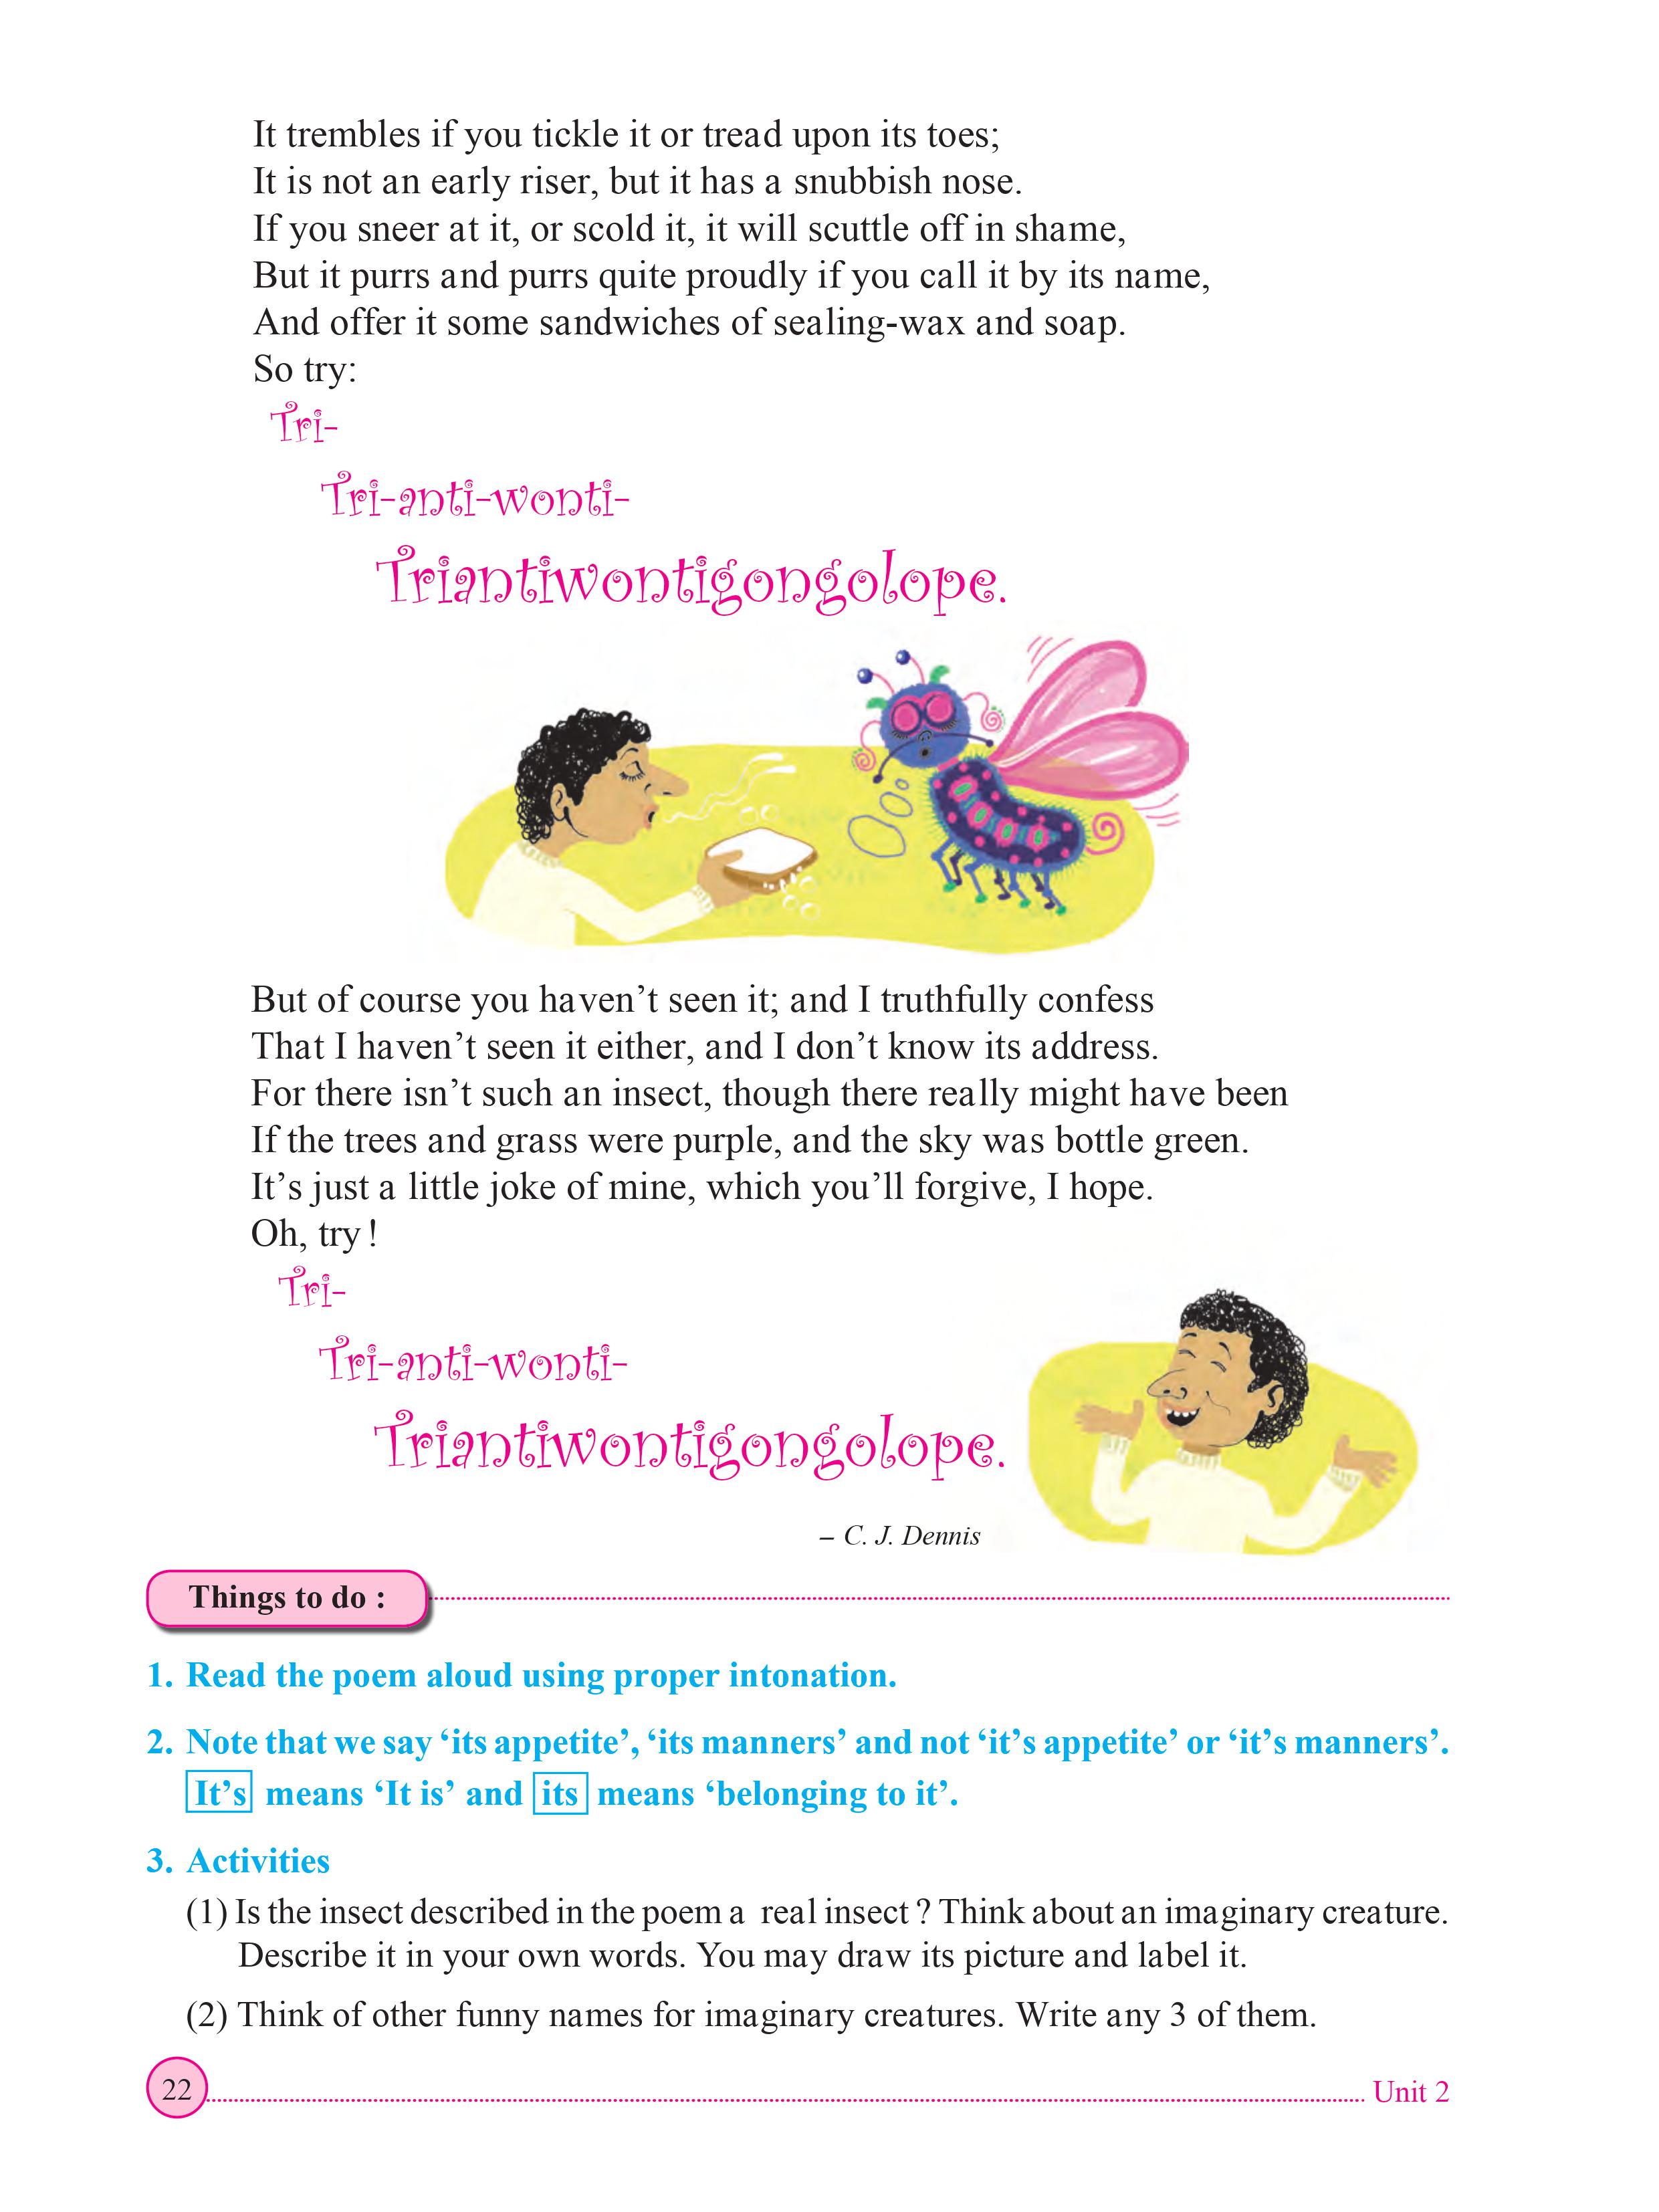 It trembles if you tickle it or tread upon its toes;
It is not an early riser, but it has a snubbish nose.
If you sneer at it, or scold it, it will scuttle off in shame,
But it purrs and purrs quite proudly if you call it by its name,
And offer it some sandwiches of sealing-wax and soap.
So try:
Tri-
Tri-anti-wonti-
Triantiwontigongolope.
But of course you haven’t seen it; and I truthfully confess
That I haven’t seen it either, and I don’t know its address.
For there isn’t such an insect, though there really might have been
If the trees and grass were purple, and the sky was bottle green.
It’s just a little joke of mine, which you’ll forgive, I hope.
Oh, try !
Tri-
Tri-anti-wonti-
Triantiwontigongolope.
– C. J. Dennis
Things to do :
1. Read the poem aloud using proper intonation.
2. Note that we say ‘its appetite’, ‘its manners’ and not ‘it’s appetite’ or ‘it’s manners’.
It’s means ‘It is’ and its means ‘belonging to it’.
3. Activities
(1) Is the insect described in the poem a real insect ? Think about an imaginary creature.
Describe it in your own words. You may draw its picture and label it.
(2) Think of other funny names for imaginary creatures. Write any 3 of them.
22
Unit 2